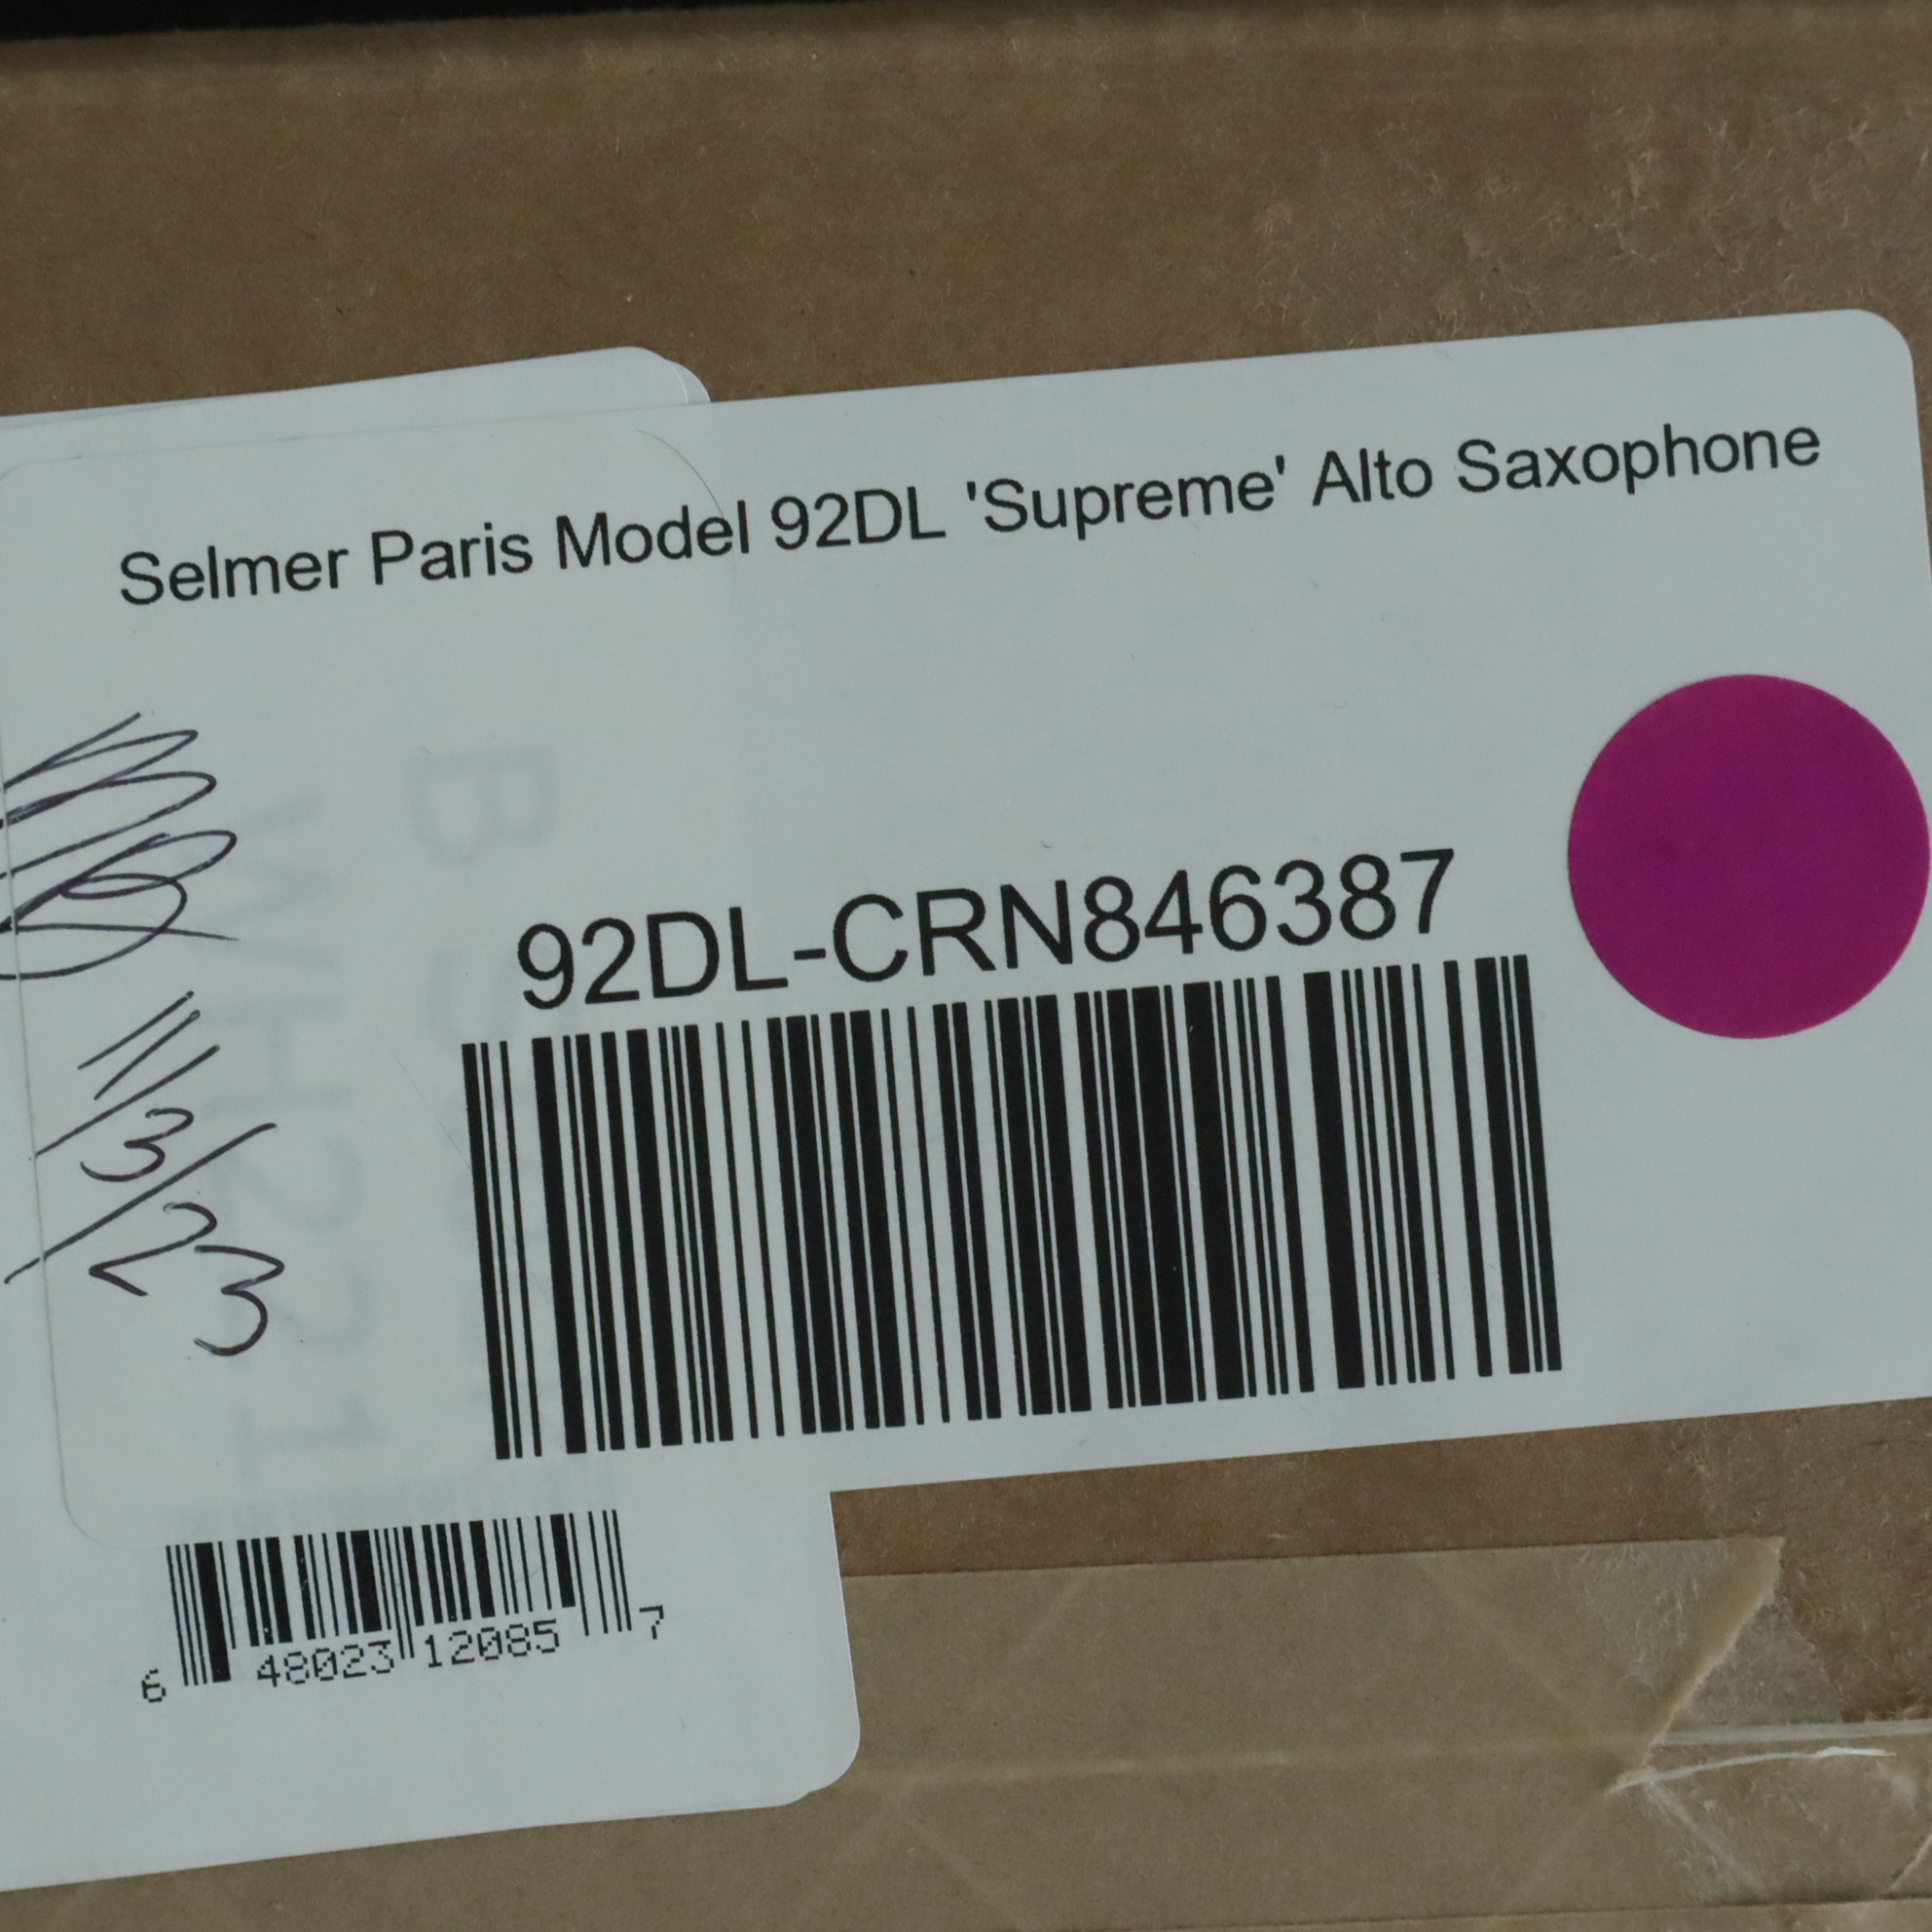 Selmer Paris Model 92DL 'Supreme' Alto Saxophone
92DL-CRN846387
11/3/23
6 48023 12085 7